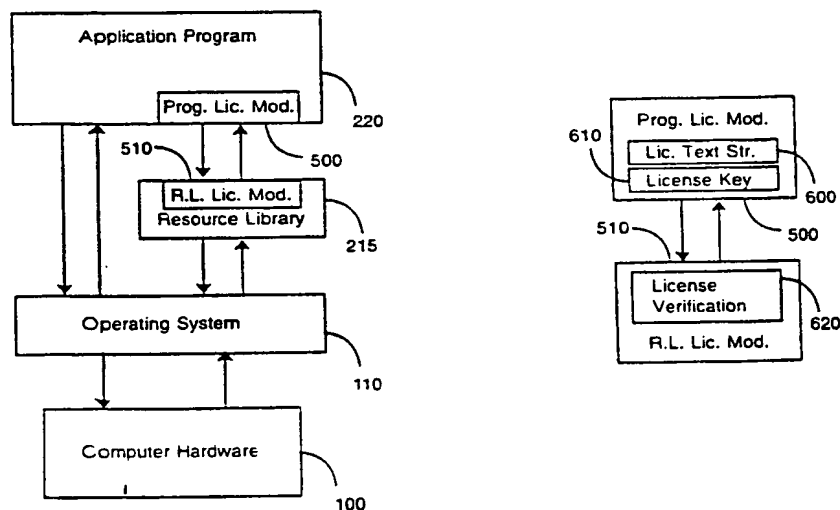 Application Program
Prog. Lic. Mod.
220
510
500
R.L. Lic. Mod.
Resource Library
215
Operating System
110
Computer Hardware
100
Prog. Lic. Mod.
610
Lic. Text Str.
License Key
600
510
500
License
Verification
620
R.L. Lic. Mod.